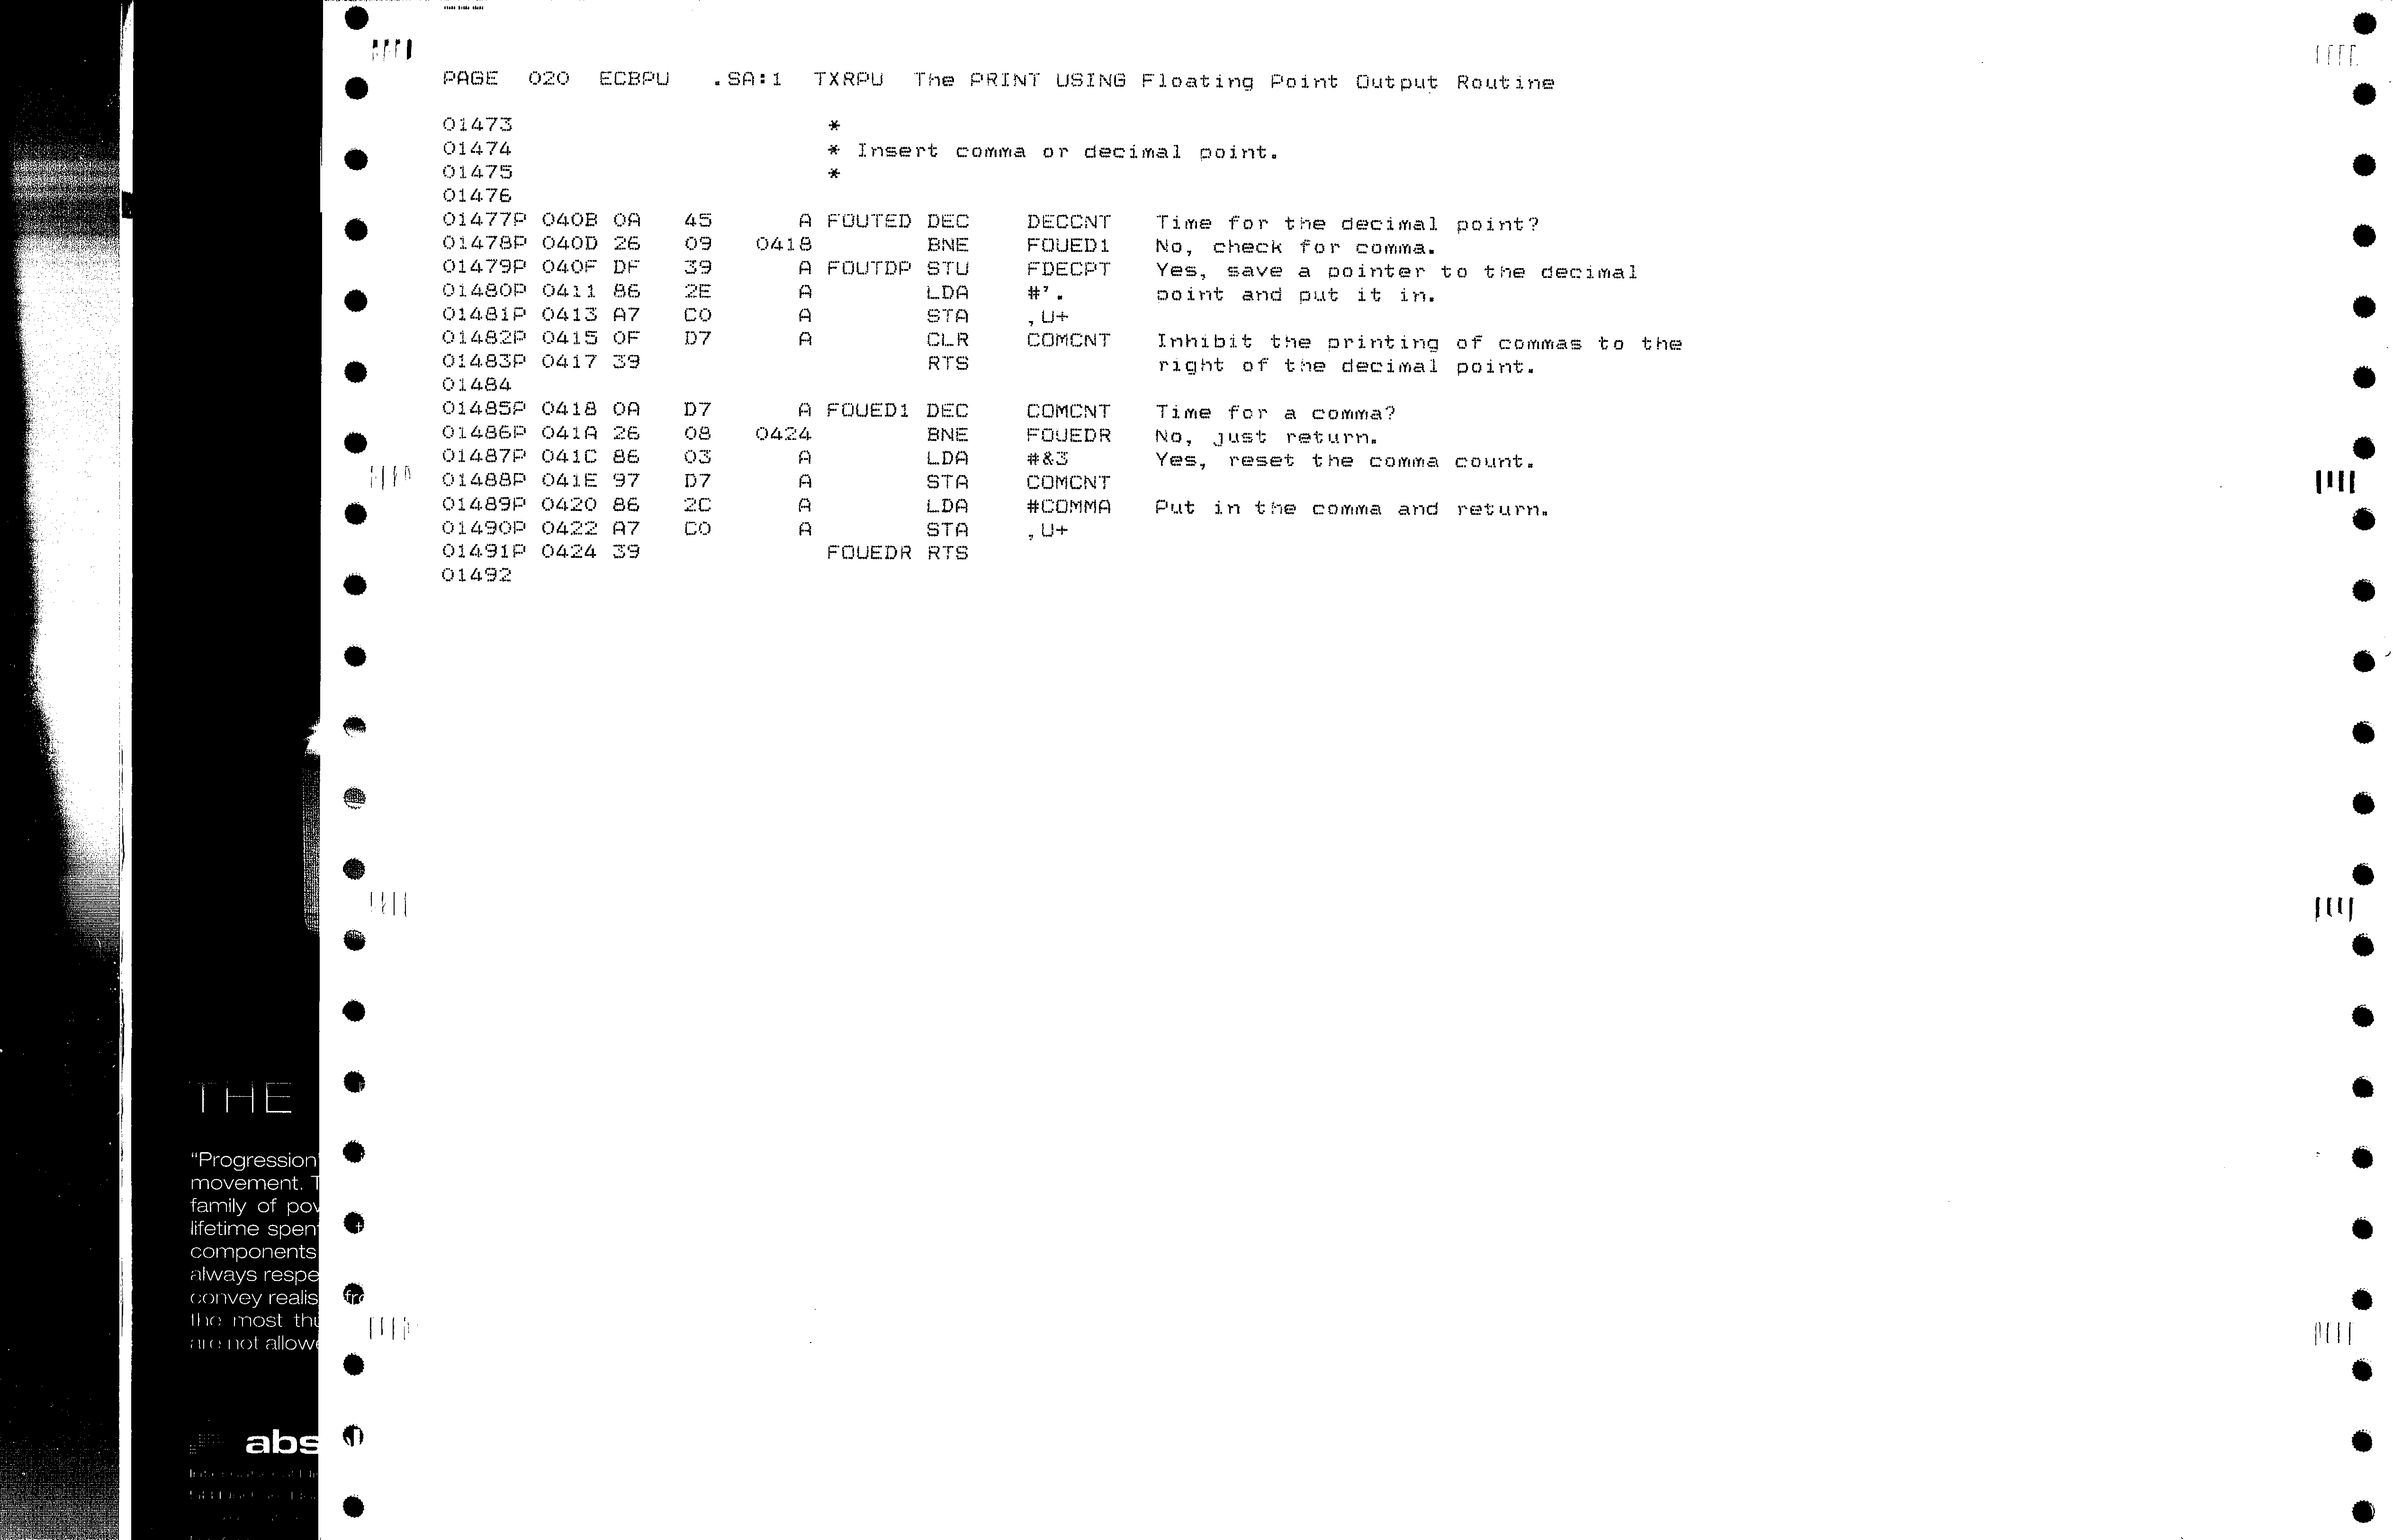 PAGE  020  ECBPU   .SA:1  TXRPU  The PRINT USING Floating Point Output Routine
01473                      *
01474                      * Insert comma or decimal point.
01475                      *
01476
01477P 040B 0A   45      A FOUTED DEC    DECCNT   Time for the decimal point?
01478P 040D 26   09   0418        BNE    FOUED1   No, check for comma.
01479P 040F DF   39      A FOUTDP STU    FDECPT   Yes, save a pointer to the decimal
01480P 0411 86   2E      A        LDA    #'.      point and put it in.
01481P 0413 A7   C0      A        STA    ,U+
01482P 0415 0F   D7      A        CLR    COMCNT   Inhibit the printing of commas to the
01483P 0417 39                    RTS             right of the decimal point.
01484
01485P 0418 0A   D7      A FOUED1 DEC    COMCNT   Time for a comma?
01486P 041A 26   08   0424        BNE    FOUEDR   No, just return.
01487P 041C 86   03      A        LDA    #&3      Yes, reset the comma count.
01488P 041E 97   D7      A        STA    COMCNT
01489P 0420 86   2C      A        LDA    #COMMA   Put in the comma and return.
01490P 0422 A7   C0      A        STA    ,U+
01491P 0424 39             FOUEDR RTS
01492
THE
"Progression
movement. T
family of pow
lifetime spent
components
always respe
convey realis fro
the most thu
are not allowe
abs